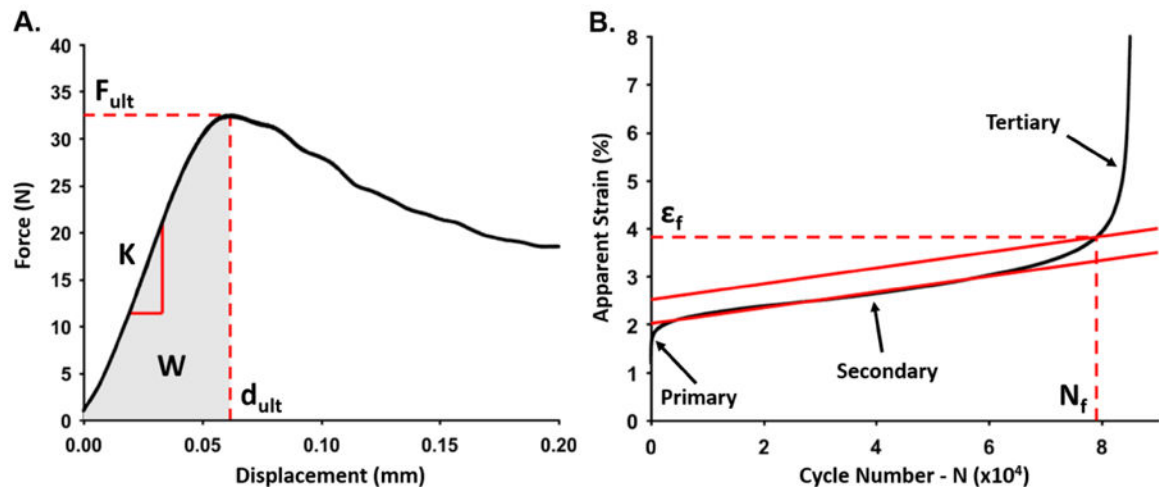 A.
40
35
30
25
20
15
10
5
0
Force (N)
F_ult
K
W
d_ult
0.00
0.05
0.10
0.15
0.20
Displacement (mm)
B.
8
7
6
5
4
3
2
1
0
Apparent Strain (%)
Tertiary
ε_f
Secondary
Primary
N_f
0
2
4
6
8
Cycle Number - N (x10⁴)